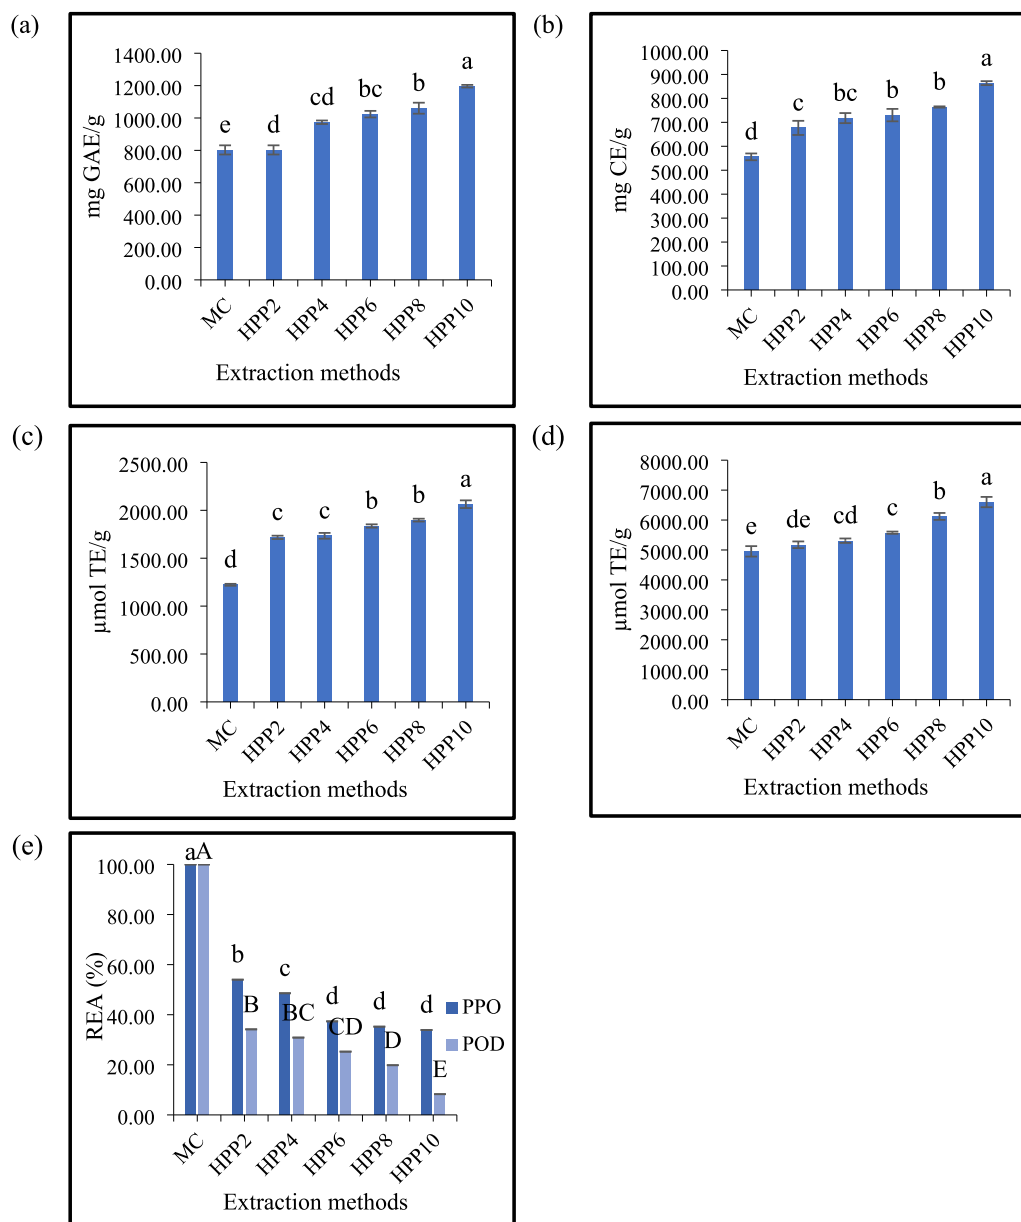 (a)
1400.00
1200.00
1000.00
800.00
600.00
400.00
200.00
0.00
mg GAE/g
e
d
cd
bc
b
a
MC
HPP2
HPP4
HPP6
HPP8
HPP10
Extraction methods
(b)
1000.00
900.00
800.00
700.00
600.00
500.00
400.00
300.00
200.00
100.00
0.00
mg CE/g
d
c
bc
b
b
a
MC
HPP2
HPP4
HPP6
HPP8
HPP10
Extraction methods
(c)
2500.00
2000.00
1500.00
1000.00
500.00
0.00
µmol TE/g
d
c
c
b
b
a
MC
HPP2
HPP4
HPP6
HPP8
HPP10
Extraction methods
(d)
8000.00
7000.00
6000.00
5000.00
4000.00
3000.00
2000.00
1000.00
0.00
µmol TE/g
e
de
cd
c
b
a
MC
HPP2
HPP4
HPP6
HPP8
HPP10
Extraction methods
(e)
100.00
80.00
60.00
40.00
20.00
0.00
REA (%)
aA
b
B
c
BC
d
CD
d
D
d
E
PPO
POD
MC
HPP2
HPP4
HPP6
HPP8
HPP10
Extraction methods